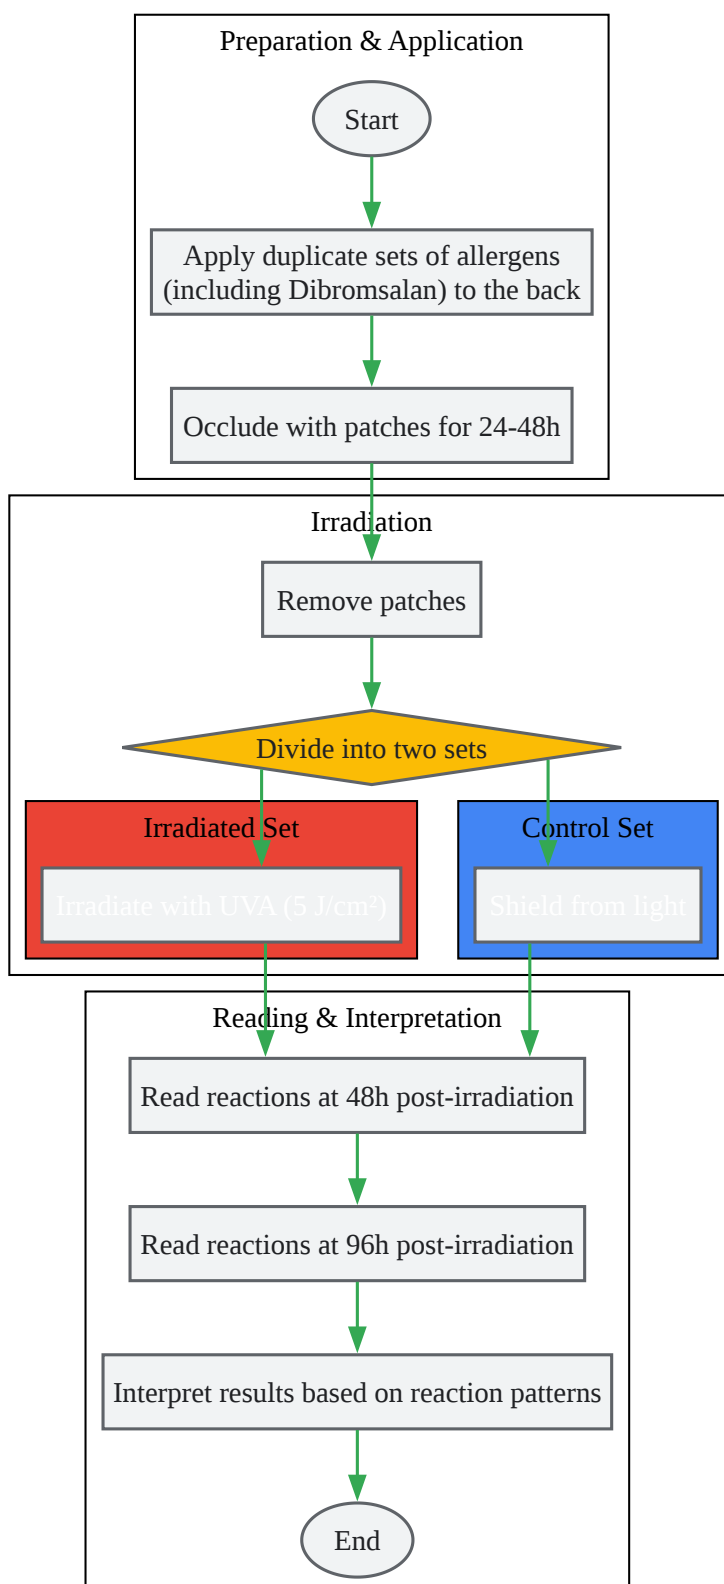 Preparation & Application
Start
Apply duplicate sets of allergens
(including Dibromsalan) to the back
Occlude with patches for 24-48h
Irradiation
Remove patches
Divide into two sets
Irradiated Set
Control Set
Irradiate with UVA (5 J/cm²)
Shield from light
Reading & Interpretation
Read reactions at 48h post-irradiation
Read reactions at 96h post-irradiation
Interpret results based on reaction patterns
End